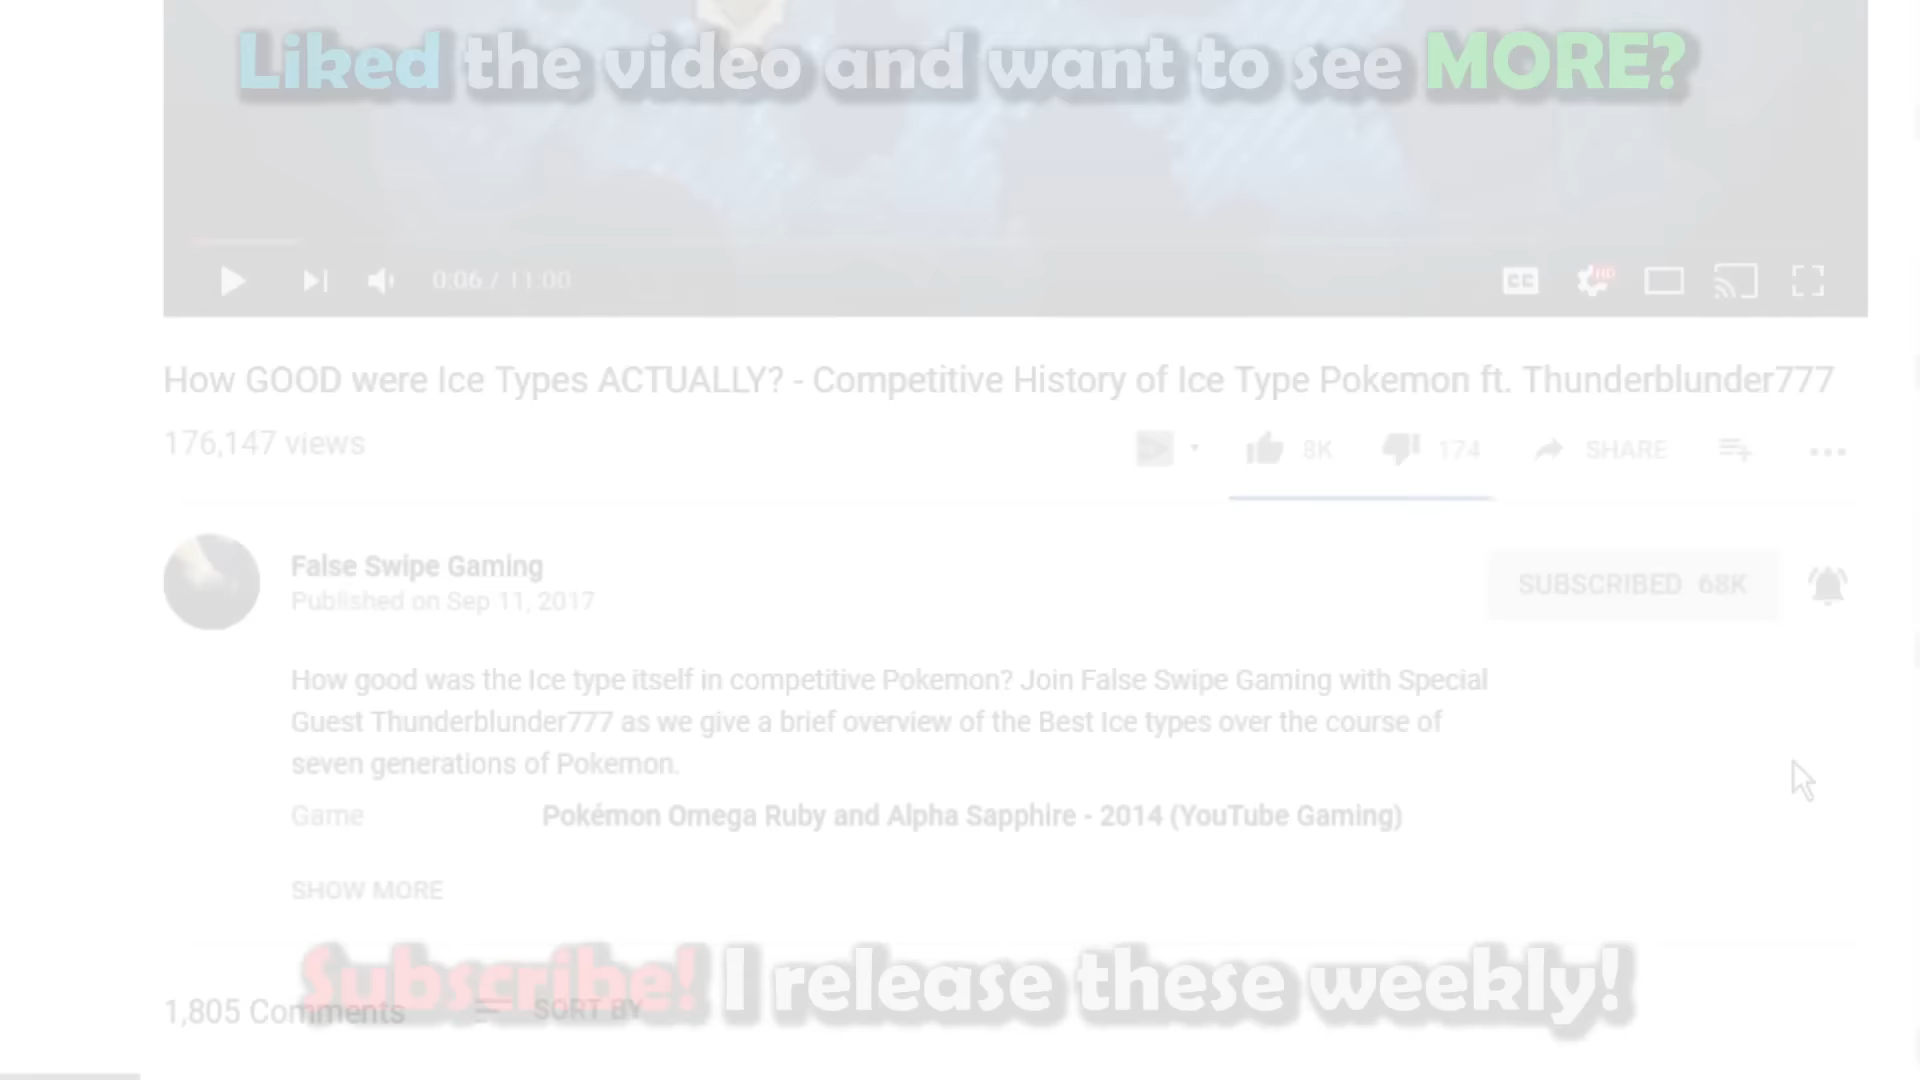 Liked the video and want to see MORE?
0:06 / 11:00
CC
HD
How GOOD were Ice Types ACTUALLY? - Competitive History of Ice Type Pokemon ft. Thunderblunder777
176,147 views
8K
174
SHARE
False Swipe Gaming
Published on Sep 11, 2017
SUBSCRIBED 68K
How good was the Ice type itself in competitive Pokemon? Join False Swipe Gaming with Special
Guest Thunderblunder777 as we give a brief overview of the Best Ice types over the course of
seven generations of Pokemon.
Game
Pokémon Omega Ruby and Alpha Sapphire - 2014 (YouTube Gaming)
SHOW MORE
Subscribe! I release these weekly!
1,805 Comments
SORT BY